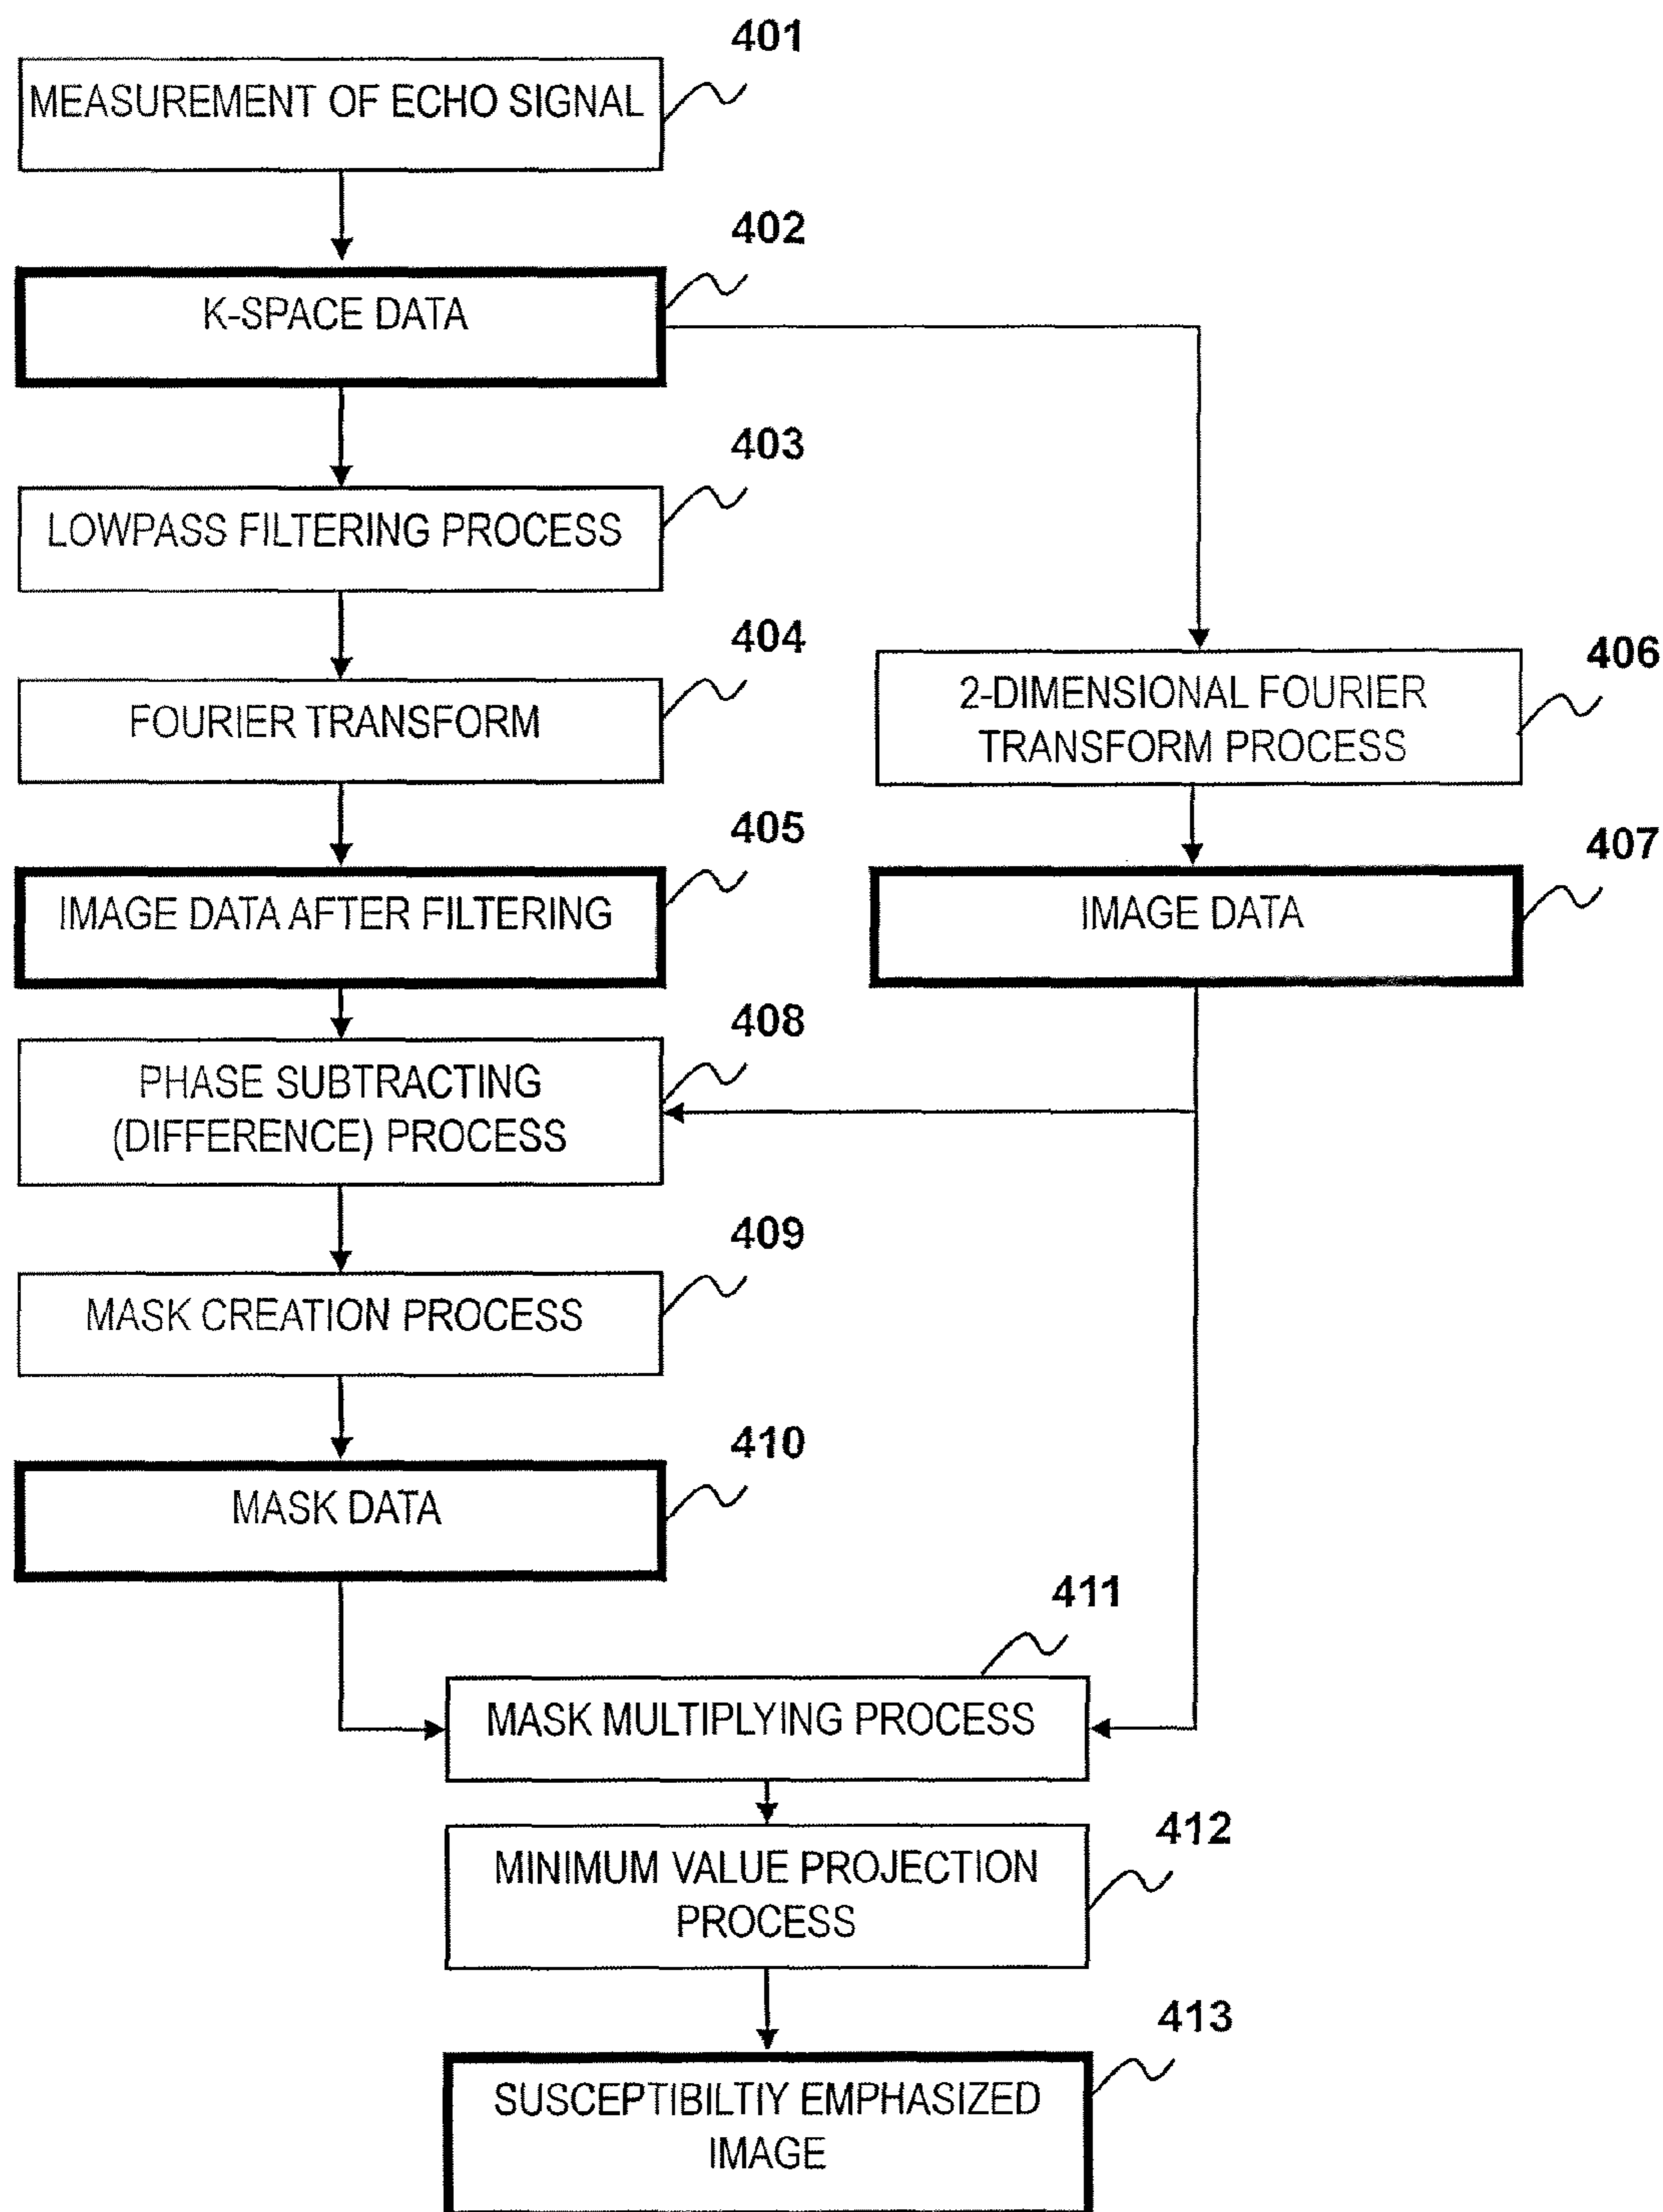 401
MEASUREMENT OF ECHO SIGNAL
402
K-SPACE DATA
403
LOWPASS FILTERING PROCESS
404
FOURIER TRANSFORM
406
2-DIMENSIONAL FOURIER
TRANSFORM PROCESS
405
IMAGE DATA AFTER FILTERING
407
IMAGE DATA
408
PHASE SUBTRACTING
(DIFFERENCE) PROCESS
409
MASK CREATION PROCESS
410
MASK DATA
411
MASK MULTIPLYING PROCESS
412
MINIMUM VALUE PROJECTION
PROCESS
413
SUSCEPTIBILTIY EMPHASIZED
IMAGE